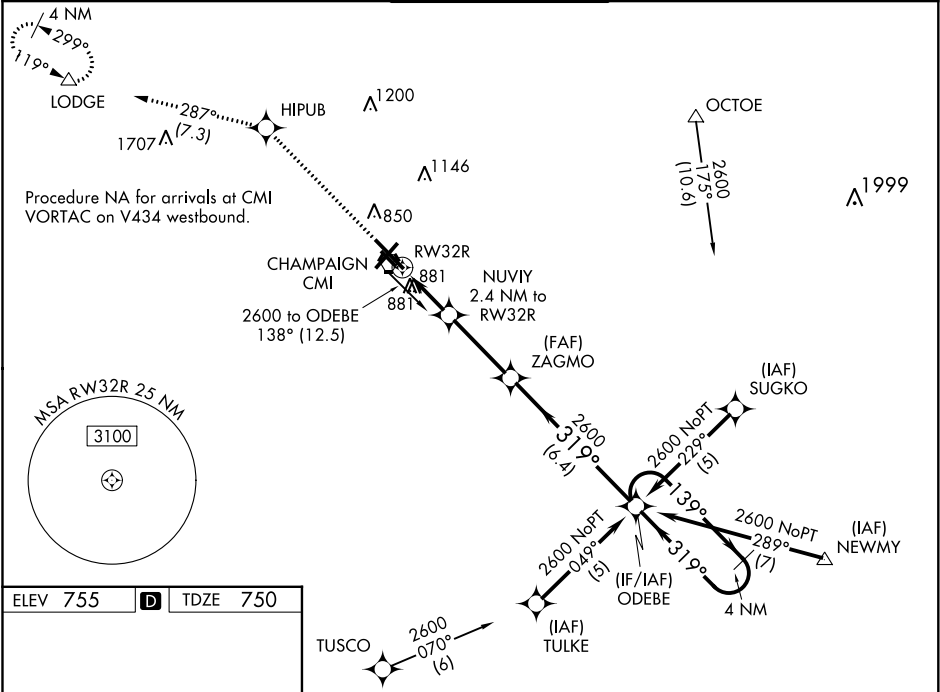 4 NM
299°
119°
LODGE
287°
(7.3)
HIPUB
1200
1707
1146
OCTOE
2600
175°
(10.6)
1999
Procedure NA for arrivals at CMI
VORTAC on V434 westbound.
850
CHAMPAIGN
CMI
RW32R
881
881
NUVIY
2.4 NM to
RW32R
2600 to ODEBE
138° (12.5)
(FAF)
ZAGMO
(IAF)
SUGKO
MSA RW32R 25 NM
3100
2600
319°
(6.4)
2600 NoPT
229°
(5)
139°
2600 NoPT
289°
(7)
(IAF)
NEWMY
2600 NoPT
049°
(5)
319°
(IF/IAF)
ODEBE
4 NM
ELEV 755 D TDZE 750
TUSCO
2600
070°
(6)
(IAF)
TULKE